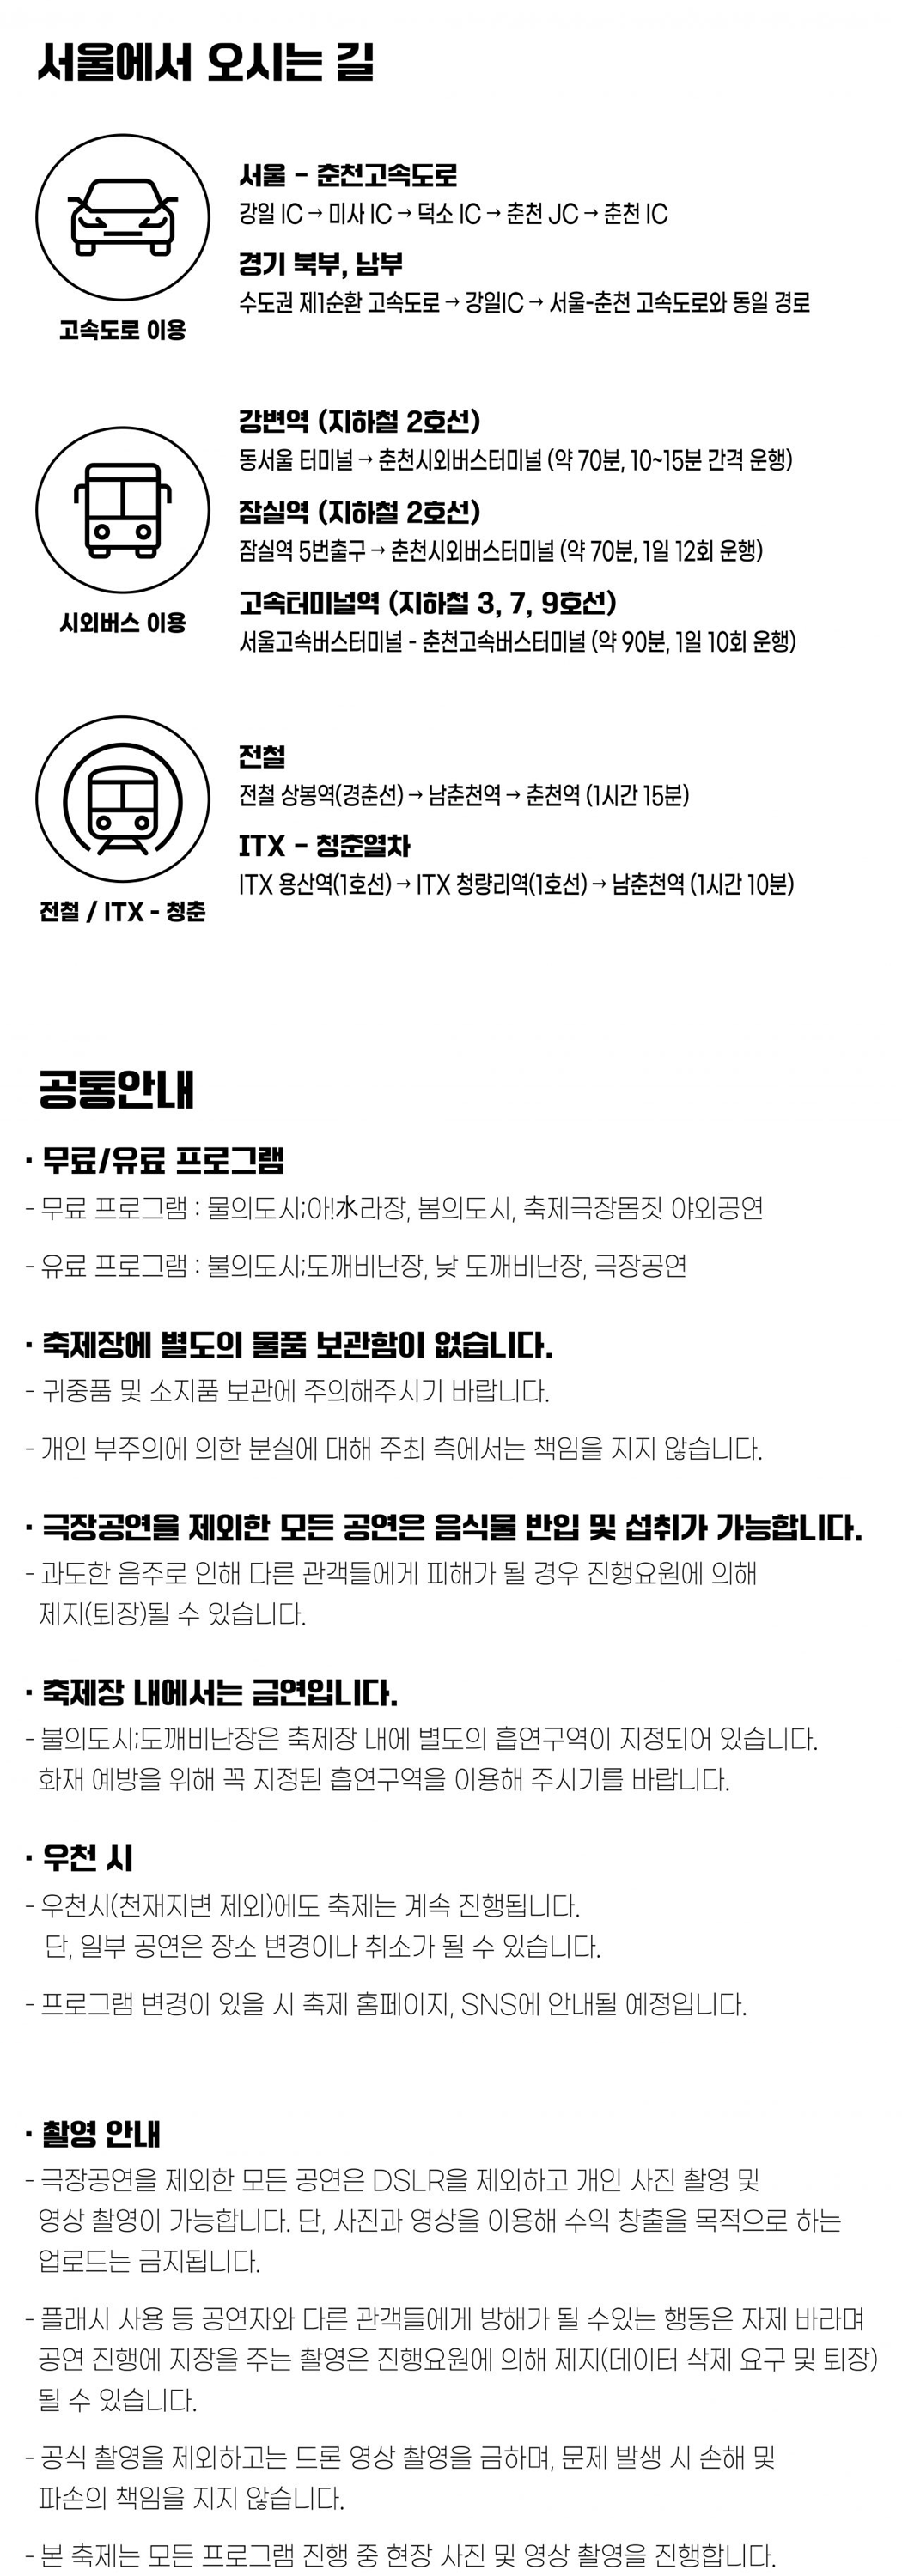 서울에서 오시는 길
서울 - 춘천고속도로
강일 IC → 미사 IC → 덕소 IC → 춘천 JC → 춘천 IC
경기 북부, 남부
수도권 제1순환 고속도로 → 강일IC → 서울-춘천 고속도로와 동일 경로
고속도로 이용
강변역 (지하철 2호선)
동서울 터미널 → 춘천시외버스터미널 (약 70분, 10~15분 간격 운행)
잠실역 (지하철 2호선)
잠실역 5번출구 → 춘천시외버스터미널 (약 70분, 1일 12회 운행)
고속터미널역 (지하철 3, 7, 9호선)
서울고속버스터미널 - 춘천고속버스터미널 (약 90분, 1일 10회 운행)
시외버스 이용
전철
전철 상봉역(경춘선) → 남춘천역 → 춘천역 (1시간 15분)
ITX - 청춘열차
ITX 용산역(1호선) → ITX 청량리역(1호선) → 남춘천역 (1시간 10분)
전철 / ITX - 청춘
공통안내
· 무료/유료 프로그램
- 무료 프로그램 : 물의도시;아!水라장, 봄의도시, 축제극장몸짓 야외공연
- 유료 프로그램 : 불의도시;도깨비난장, 낮 도깨비난장, 극장공연
· 축제장에 별도의 물품 보관함이 없습니다.
- 귀중품 및 소지품 보관에 주의해주시기 바랍니다.
- 개인 부주의에 의한 분실에 대해 주최 측에서는 책임을 지지 않습니다.
· 극장공연을 제외한 모든 공연은 음식물 반입 및 섭취가 가능합니다.
- 과도한 음주로 인해 다른 관객들에게 피해가 될 경우 진행요원에 의해
제지(퇴장)될 수 있습니다.
· 축제장 내에서는 금연입니다.
- 불의도시;도깨비난장은 축제장 내에 별도의 흡연구역이 지정되어 있습니다.
화재 예방을 위해 꼭 지정된 흡연구역을 이용해 주시기를 바랍니다.
· 우천 시
- 우천시(천재지변 제외)에도 축제는 계속 진행됩니다.
단, 일부 공연은 장소 변경이나 취소가 될 수 있습니다.
- 프로그램 변경이 있을 시 축제 홈페이지, SNS에 안내될 예정입니다.
· 촬영 안내
- 극장공연을 제외한 모든 공연은 DSLR을 제외하고 개인 사진 촬영 및
영상 촬영이 가능합니다. 단, 사진과 영상을 이용해 수익 창출을 목적으로 하는
업로드는 금지됩니다.
- 플래시 사용 등 공연자와 다른 관객들에게 방해가 될 수있는 행동은 자제 바라며
공연 진행에 지장을 주는 촬영은 진행요원에 의해 제지(데이터 삭제 요구 및 퇴장)
될 수 있습니다.
- 공식 촬영을 제외하고는 드론 영상 촬영을 금하며, 문제 발생 시 손해 및
파손의 책임을 지지 않습니다.
- 본 축제는 모든 프로그램 진행 중 현장 사진 및 영상 촬영을 진행합니다.